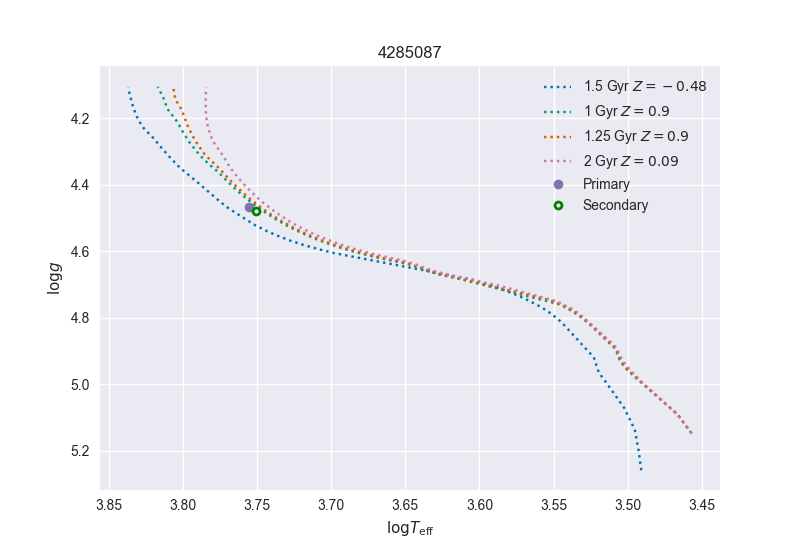 4285087
1.5 Gyr Z = −0.48
1 Gyr Z = 0.9
1.25 Gyr Z = 0.9
2 Gyr Z = 0.09
Primary
Secondary
4.2
4.4
4.6
4.8
5.0
5.2
log g
3.85 3.80 3.75 3.70 3.65 3.60 3.55 3.50 3.45
log T_eff